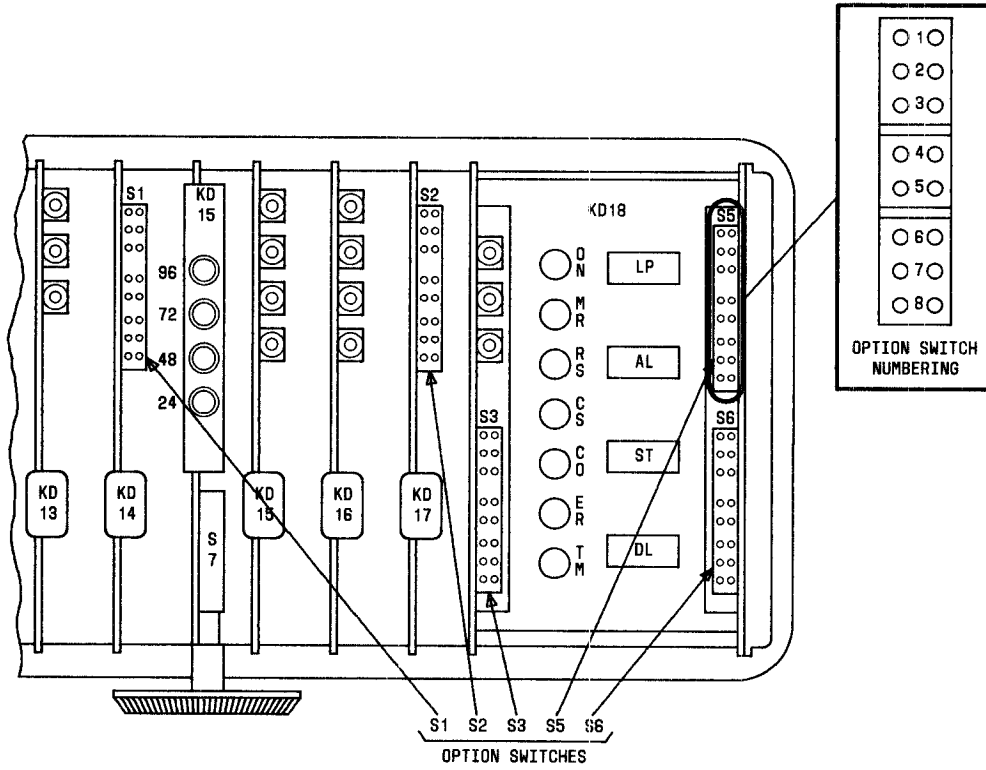 1
2
3
4
5
6
7
8
OPTION SWITCH
NUMBERING
S1
KD
15
S2
KD18
S5
96
72
48
24
O
N
M
R
R
S
C
S
C
O
E
R
T
M
LP
AL
ST
DL
S3
S6
KD
13
KD
14
S
7
KD
15
KD
16
KD
17
S1 S2 S3 S5 S6
OPTION SWITCHES